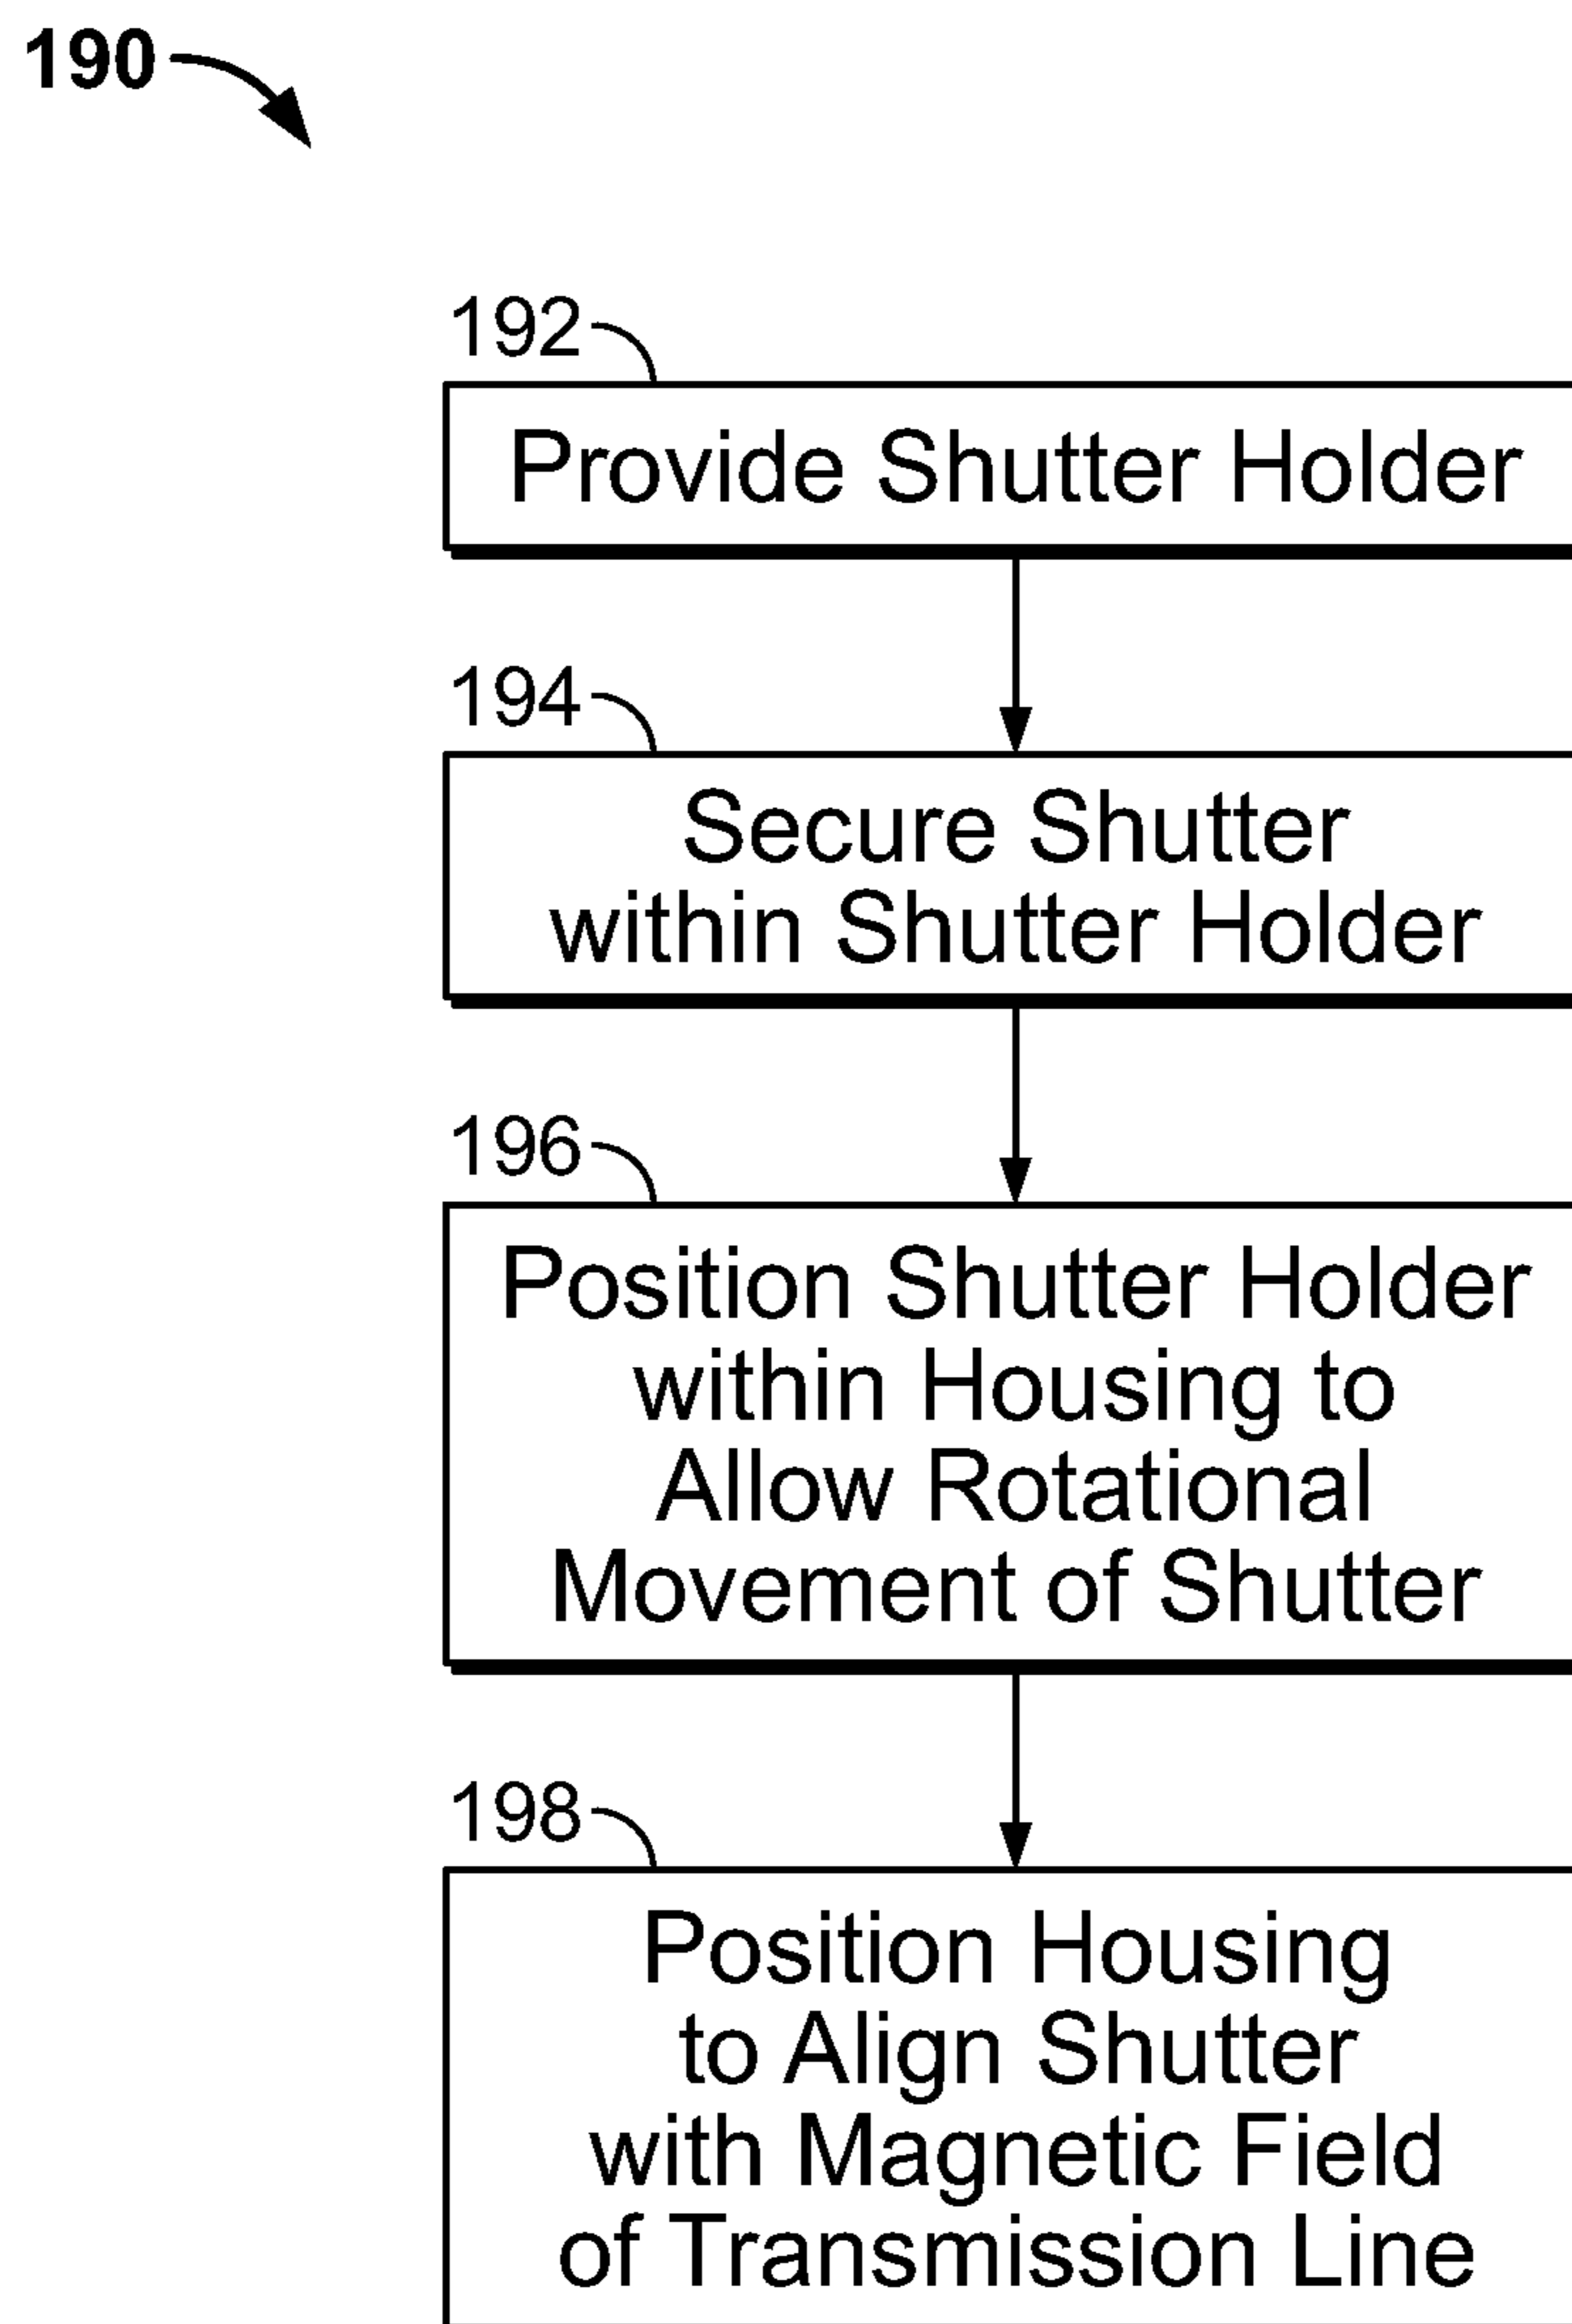 190
192
Provide Shutter Holder
194
Secure Shutter
within Shutter Holder
196
Position Shutter Holder
within Housing to
Allow Rotational
Movement of Shutter
198
Position Housing
to Align Shutter
with Magnetic Field
of Transmission Line